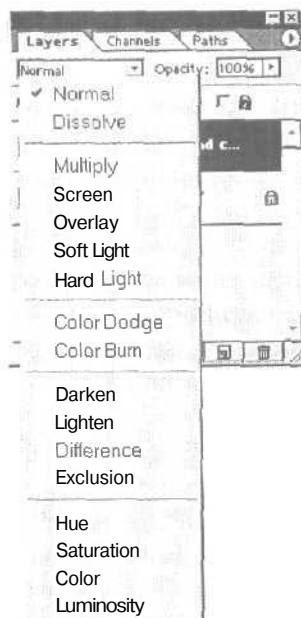 Layers Channels Paths
Normal Opacity: 100%
Normal
Dissolve
nd c...
Multiply
Screen
Overlay
Soft Light
Hard Light
Color Dodge
Color Burn
Darken
Lighten
Difference
Exclusion
Hue
Saturation
Color
Luminosity